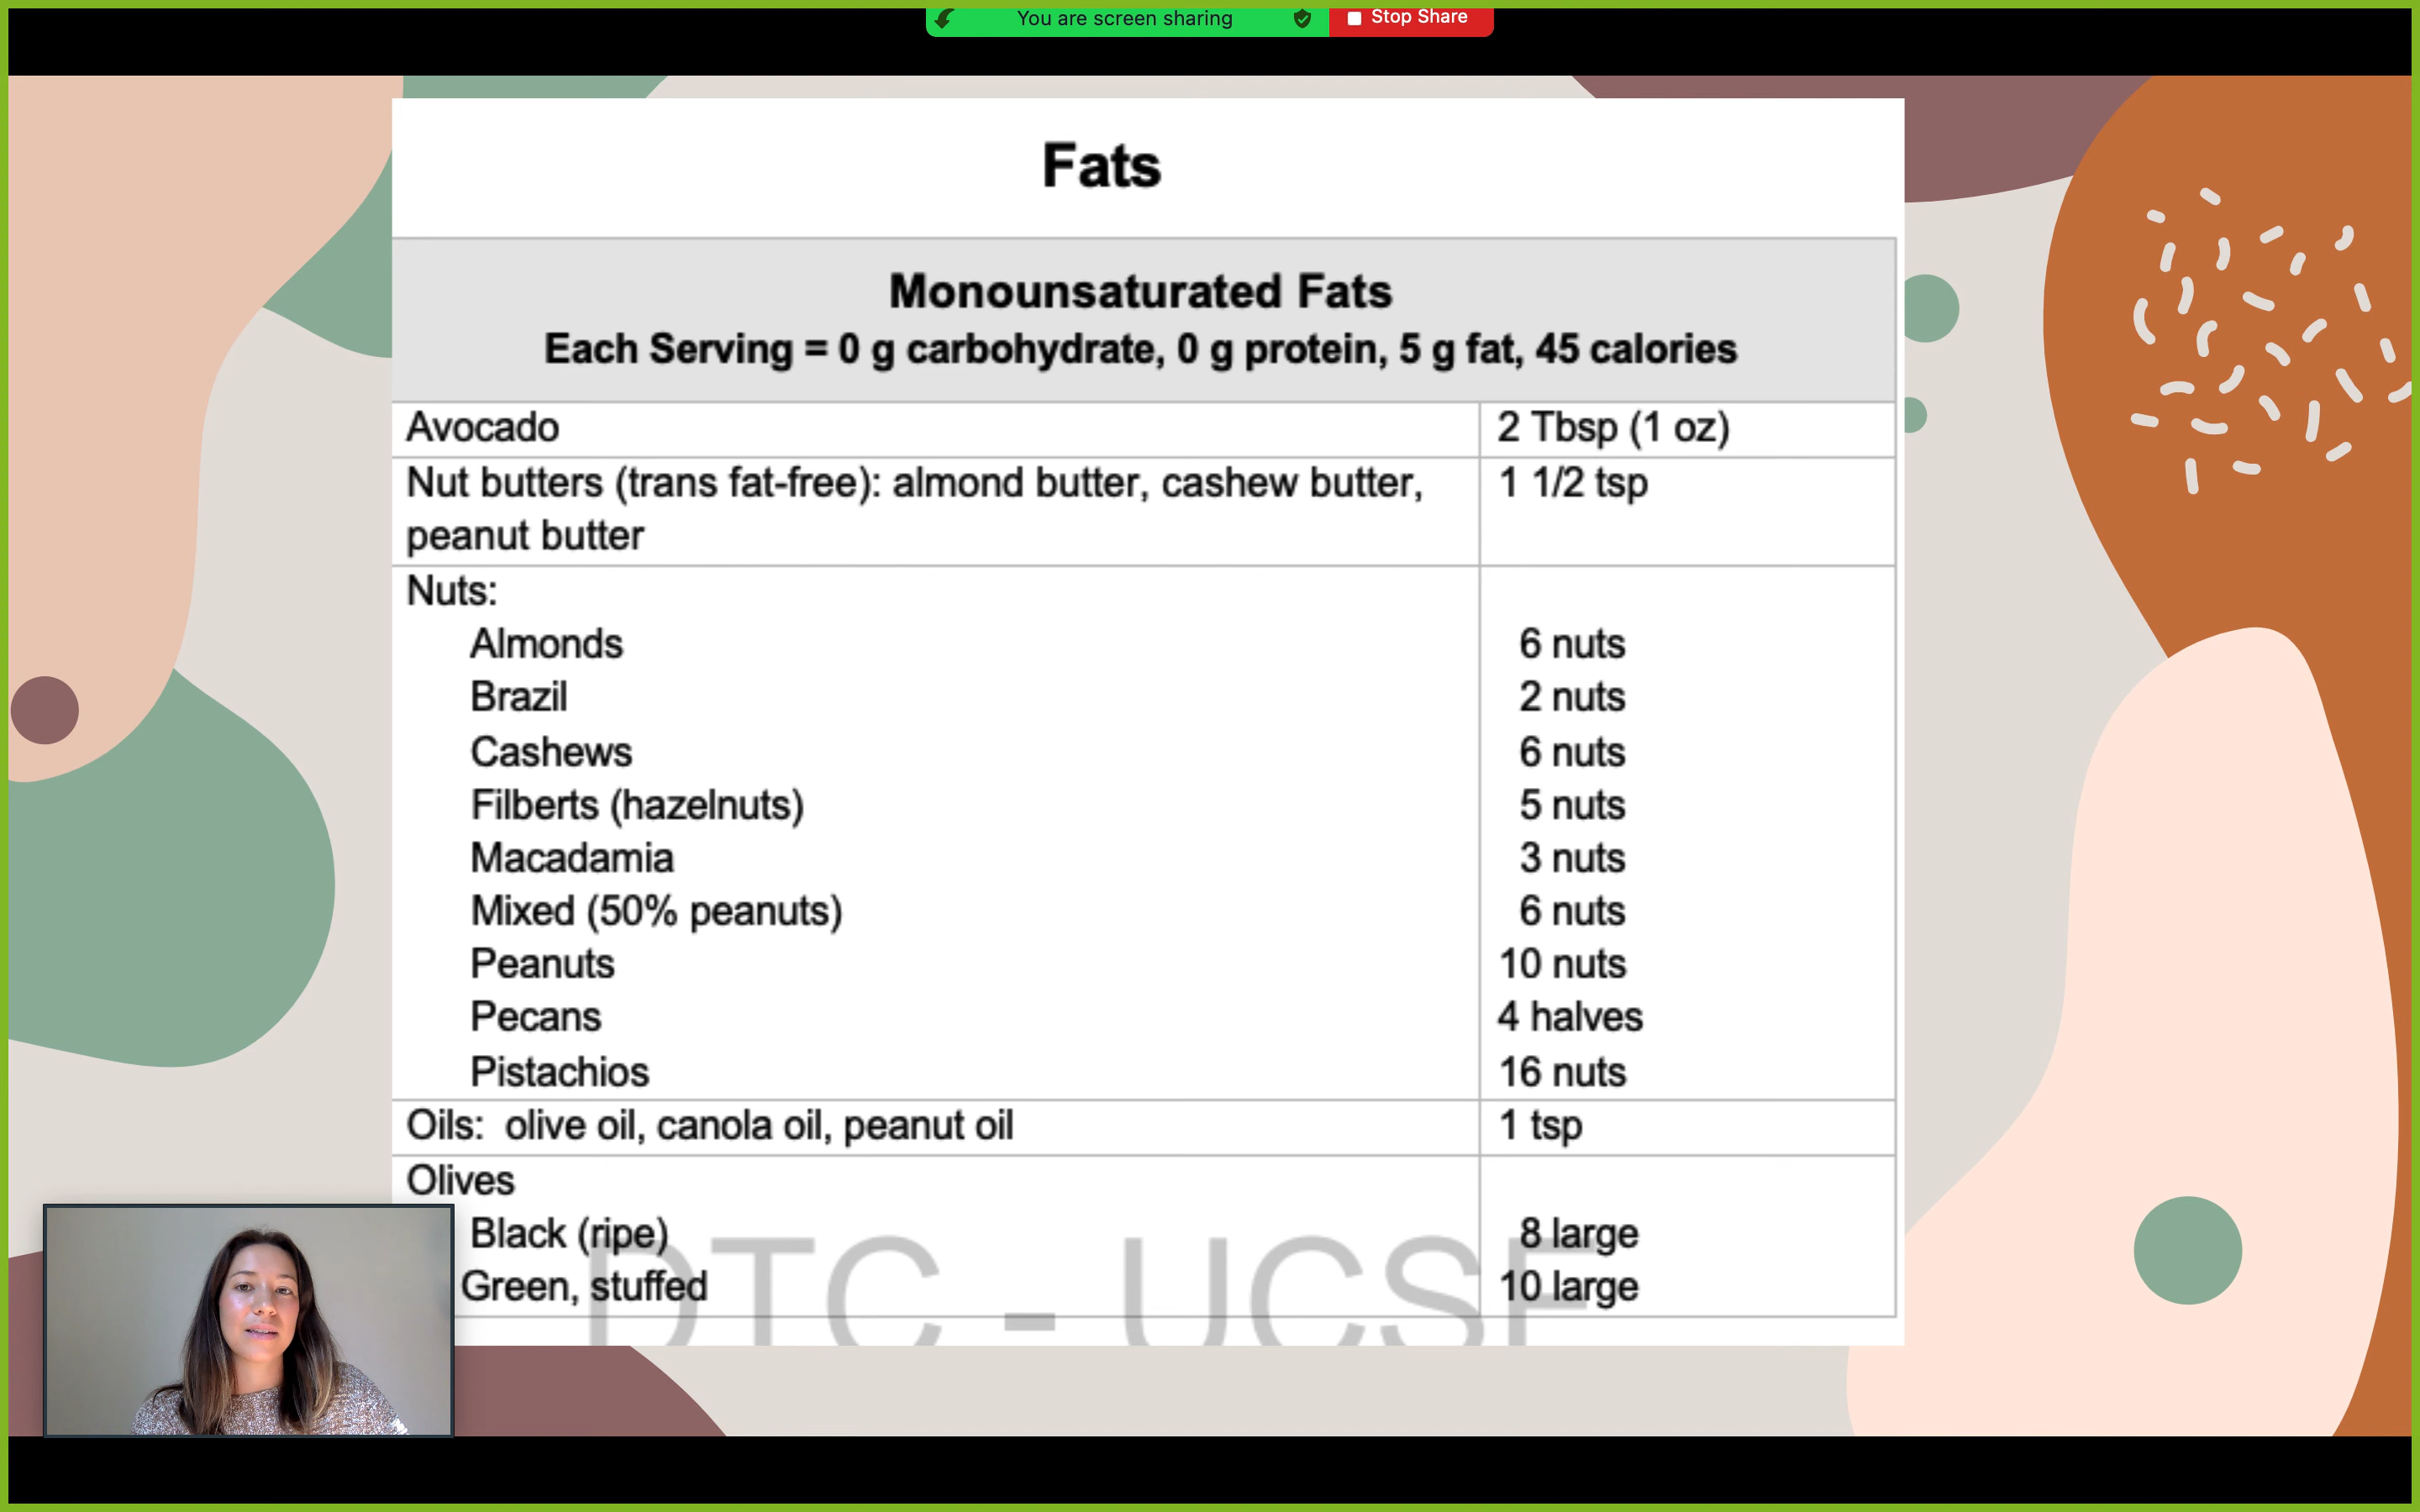 You are screen sharing
Stop Share
Fats
Monounsaturated Fats
Each Serving = 0 g carbohydrate, 0 g protein, 5 g fat, 45 calories
Avocado 2 Tbsp (1 oz)
Nut butters (trans fat-free): almond butter, cashew butter, 1 1/2 tsp
peanut butter
Nuts:
Almonds 6 nuts
Brazil 2 nuts
Cashews 6 nuts
Filberts (hazelnuts) 5 nuts
Macadamia 3 nuts
Mixed (50% peanuts) 6 nuts
Peanuts 10 nuts
Pecans 4 halves
Pistachios 16 nuts
Oils: olive oil, canola oil, peanut oil 1 tsp
Olives
Black (ripe) 8 large
Green, stuffed 10 large
DTC - UCSF